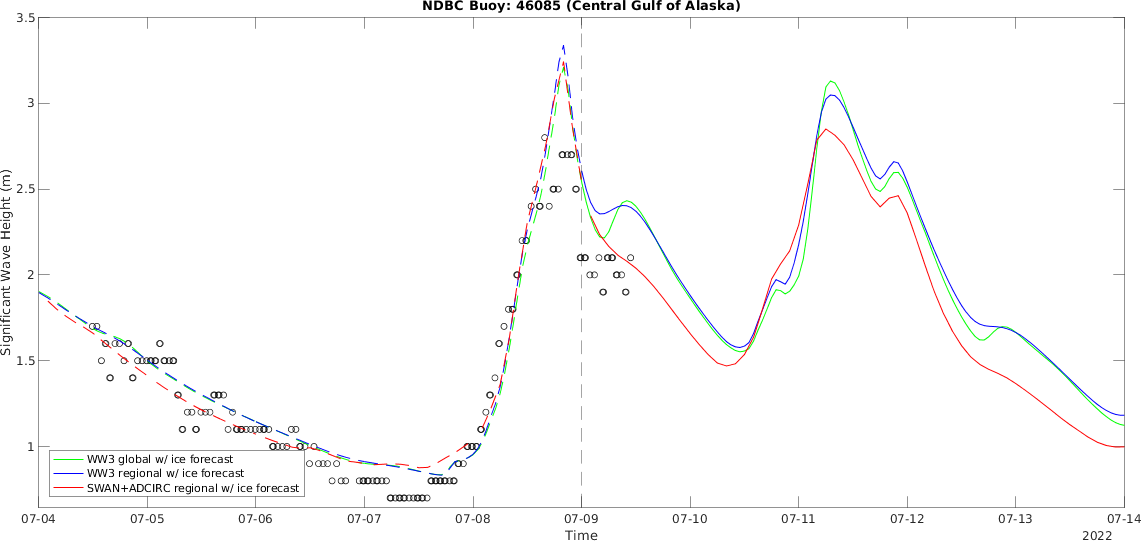 NDBC Buoy: 46085 (Central Gulf of Alaska)
3.5
3
2.5
2
1.5
1
Significant Wave Height (m)
WW3 global w/ ice forecast
WW3 regional w/ ice forecast
SWAN+ADCIRC regional w/ ice forecast
07-04 07-05 07-06 07-07 07-08 07-09 07-10 07-11 07-12 07-13 07-14
Time
2022